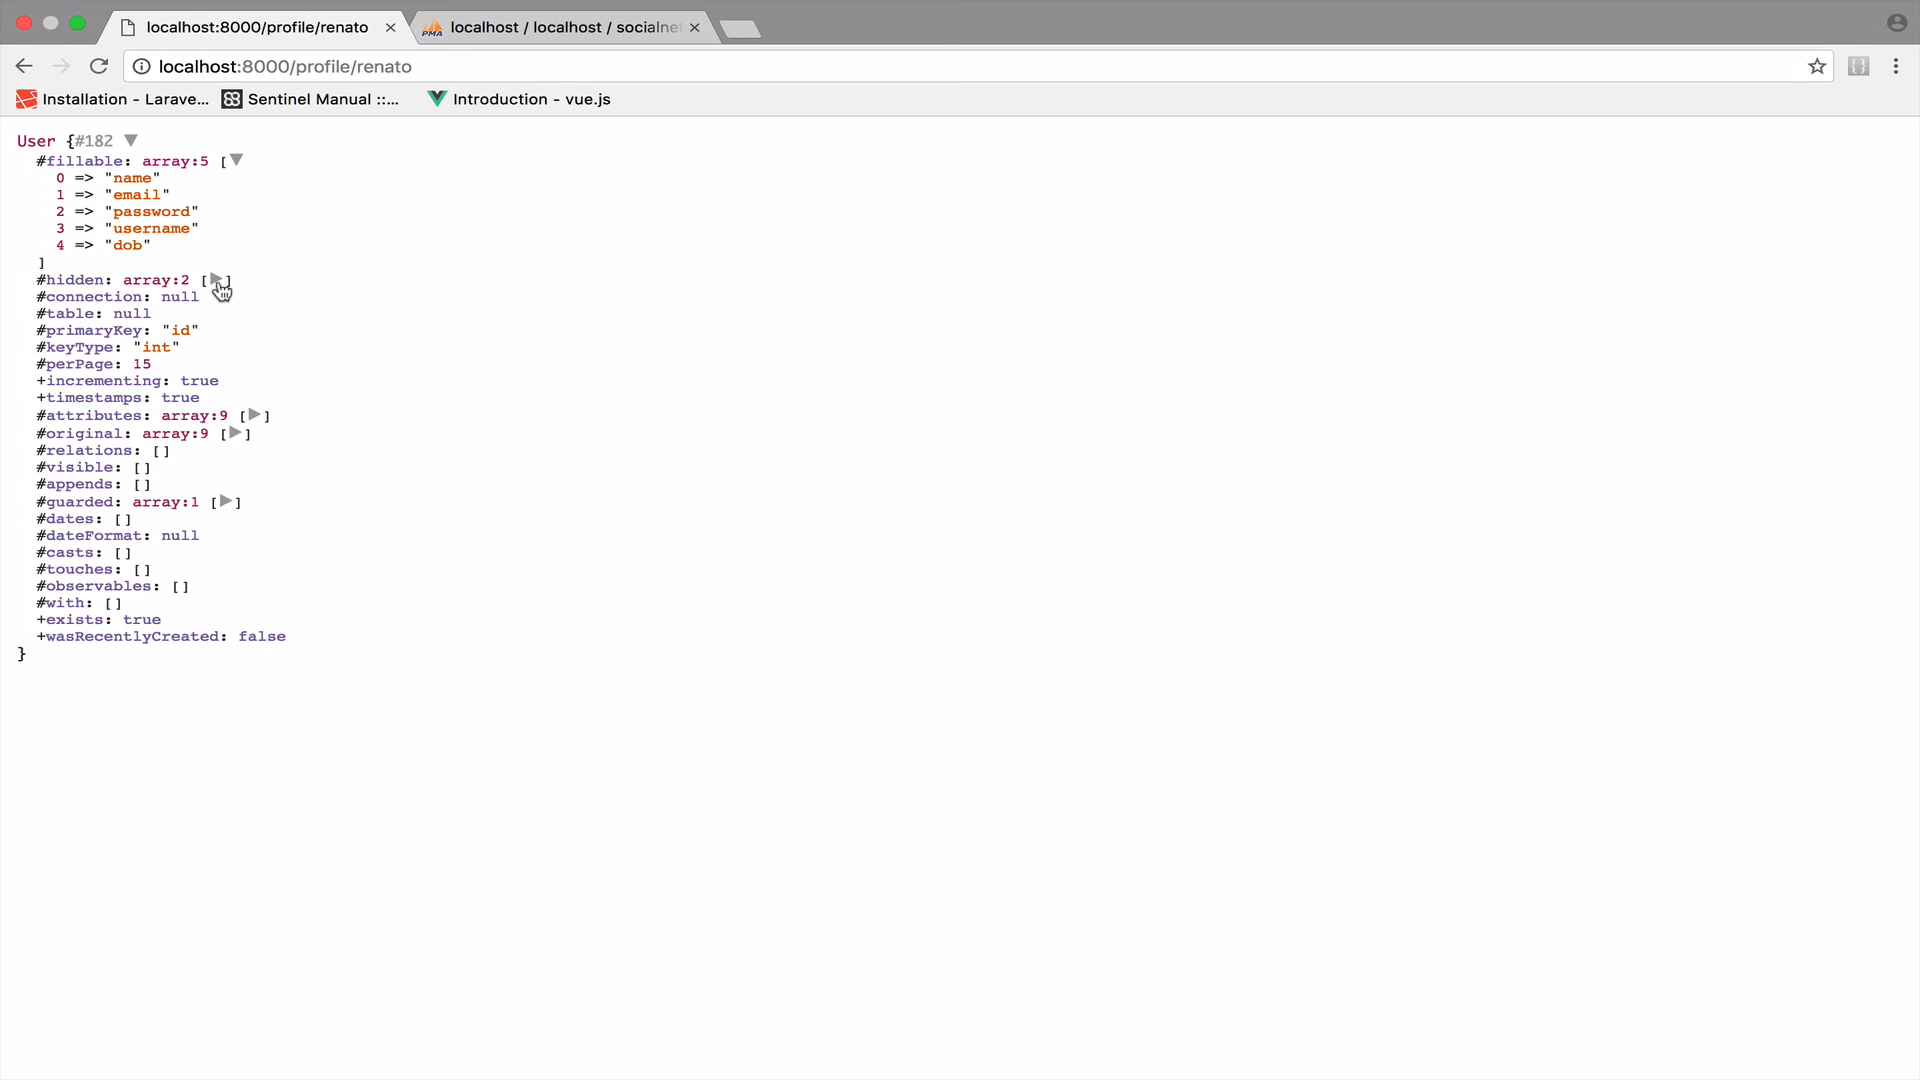 localhost:8000/profile/renato
localhost / localhost / socialne
PMA
localhost:8000/profile/renato
Installation - Larave...
Sentinel Manual ::...
Introduction - vue.js
User {#182 ▼
#fillable: array:5 [▼
0 => "name"
1 => "email"
2 => "password"
3 => "username"
4 => "dob"
]
#hidden: array:2 [▶]
#connection: null
#table: null
#primaryKey: "id"
#keyType: "int"
#perPage: 15
+incrementing: true
+timestamps: true
#attributes: array:9 [▶]
#original: array:9 [▶]
#relations: []
#visible: []
#appends: []
#guarded: array:1 [▶]
#dates: []
#dateFormat: null
#casts: []
#touches: []
#observables: []
#with: []
+exists: true
+wasRecentlyCreated: false
}